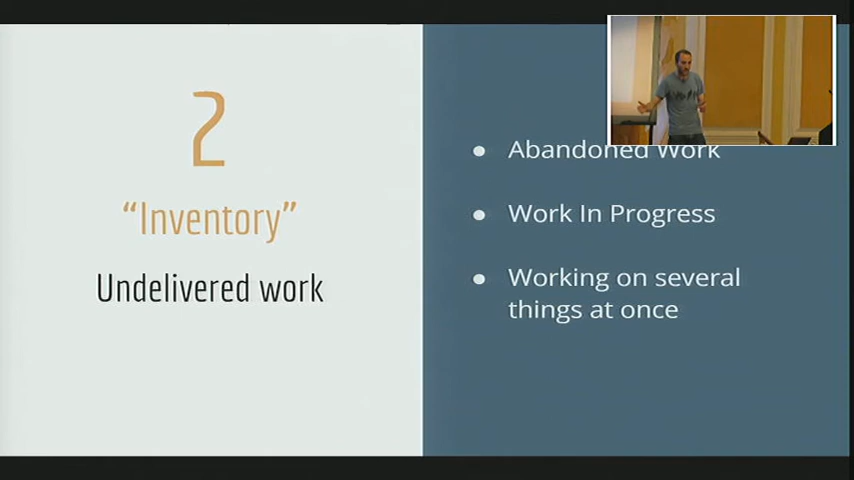 2
“Inventory”
Undelivered work
● Abandoned Work
● Work In Progress
● Working on several
things at once